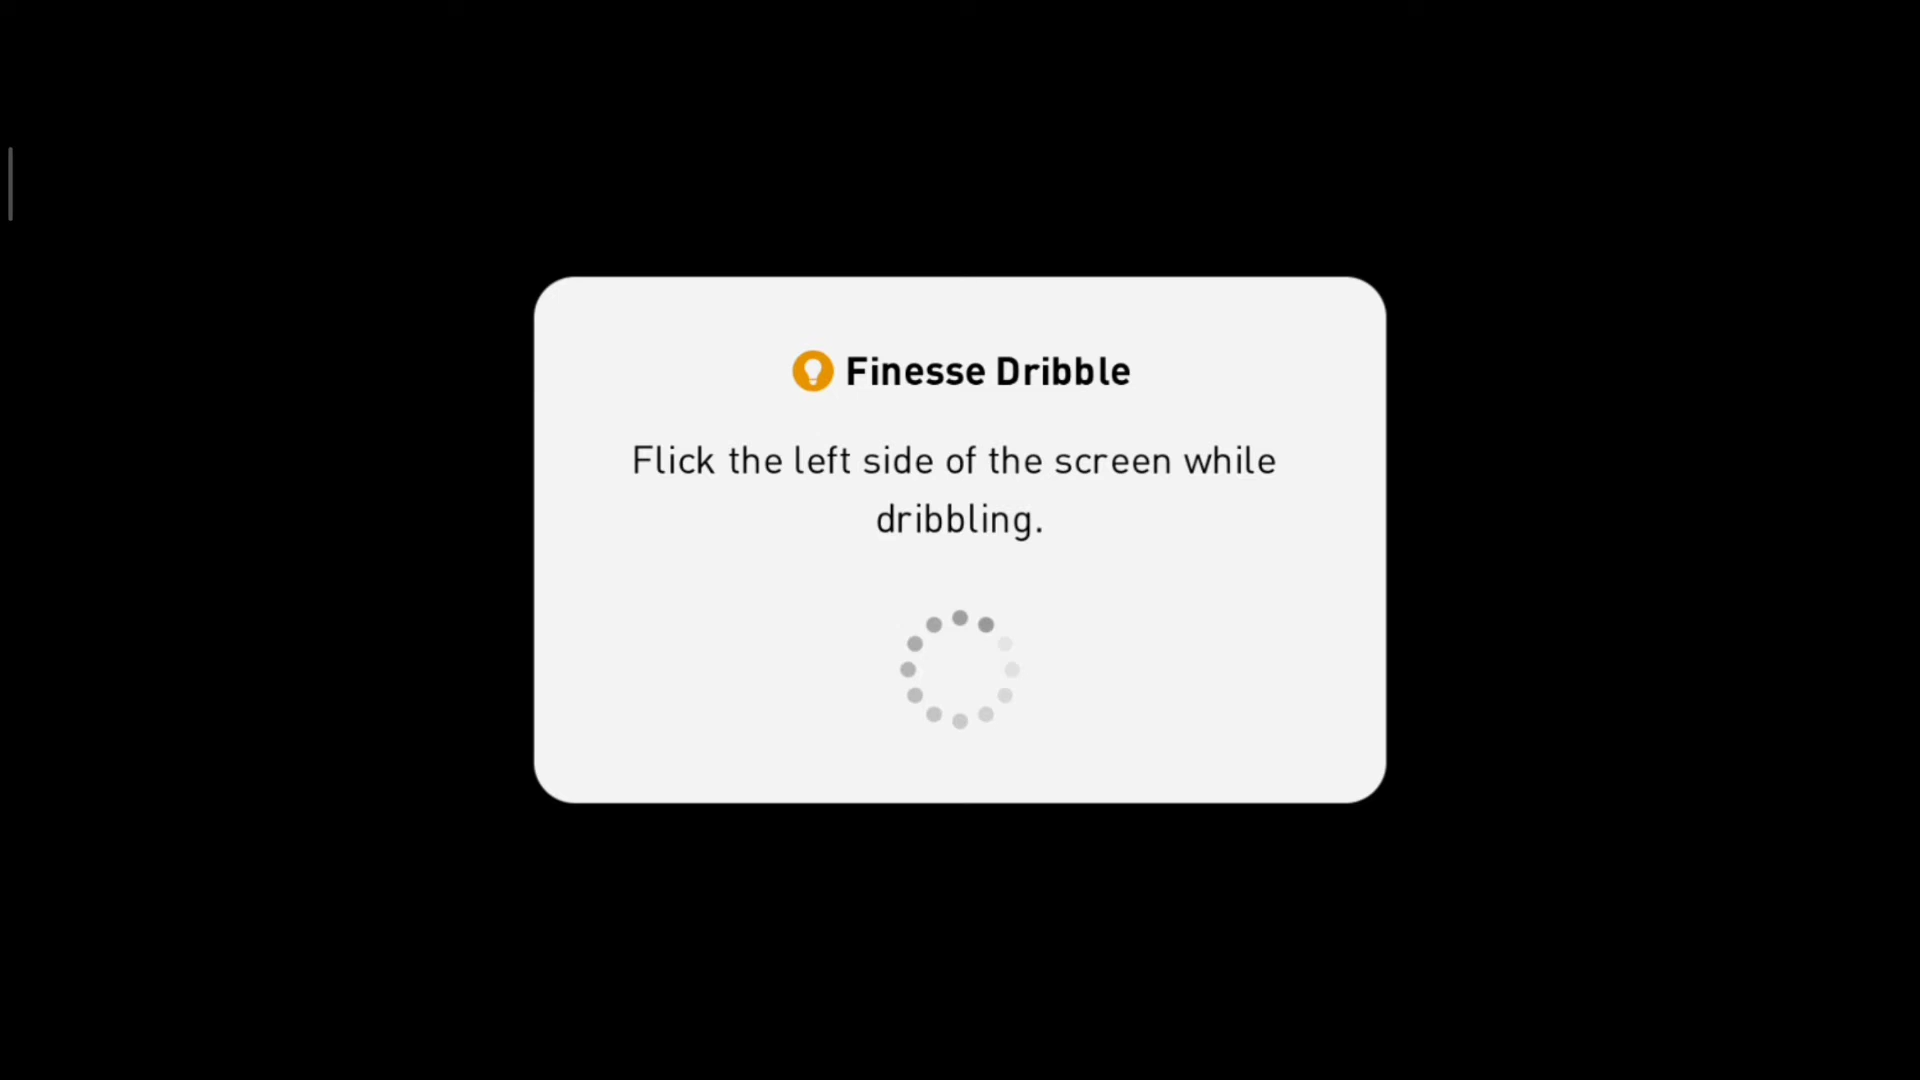 Finesse Dribble
Flick the left side of the screen while
dribbling.